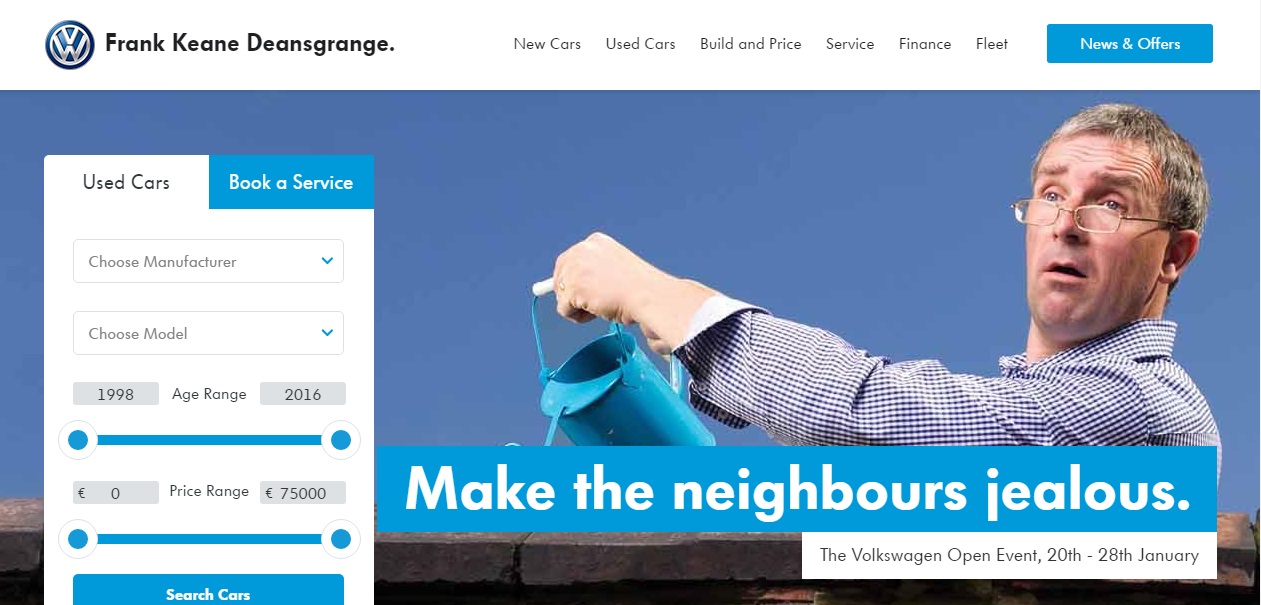 Frank Keane Deansgrange.
New Cars Used Cars Build and Price Service Finance Fleet News & Offers
Used Cars Book a Service
Choose Manufacturer
Choose Model
1998 Age Range 2016
€ 0 Price Range € 75000
Search Cars
Make the neighbours jealous.
The Volkswagen Open Event, 20th - 28th January